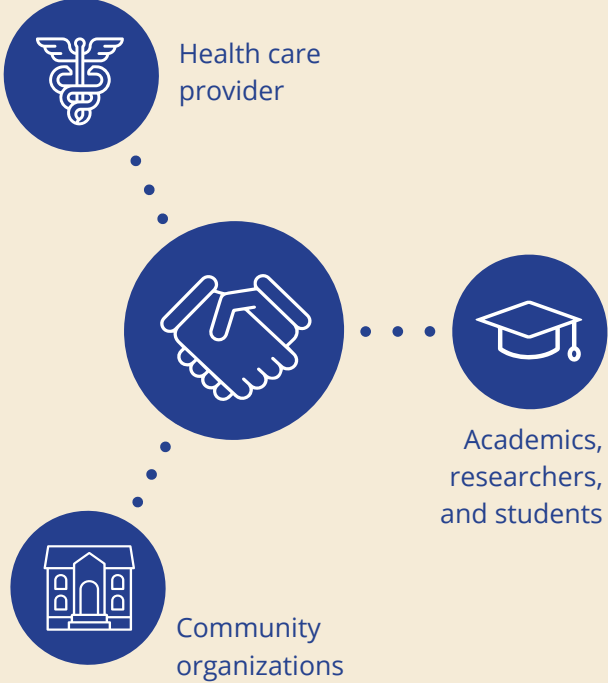 Health care
provider
Academics,
researchers,
and students
Community
organizations